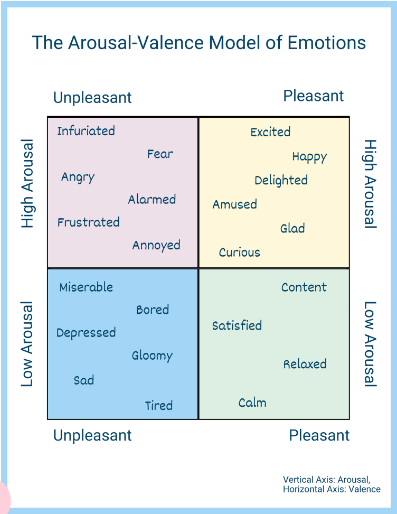 The Arousal-Valence Model of Emotions
Unpleasant
Pleasant
High Arousal
Infuriated
Fear
Angry
Alarmed
Frustrated
Annoyed
Excited
Happy
Delighted
Amused
Glad
Curious
High Arousal
Low Arousal
Miserable
Bored
Depressed
Gloomy
Sad
Tired
Content
Satisfied
Relaxed
Calm
Low Arousal
Unpleasant
Pleasant
Vertical Axis: Arousal,
Horizontal Axis: Valence